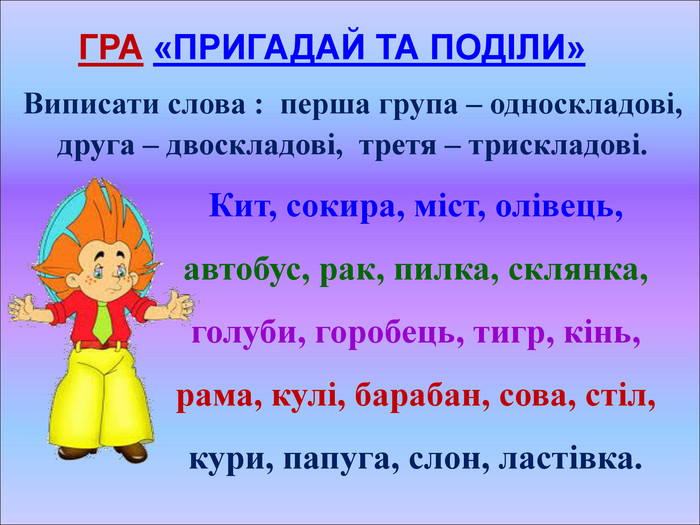 ГРА «ПРИГАДАЙ ТА ПОДІЛИ»
Виписати слова : перша група – односкладові,
друга – двоскладові, третя – трискладові.
Кит, сокира, міст, олівець,
автобус, рак, пилка, склянка,
голуби, горобець, тигр, кінь,
рама, кулі, барабан, сова, стіл,
кури, папуга, слон, ластівка.